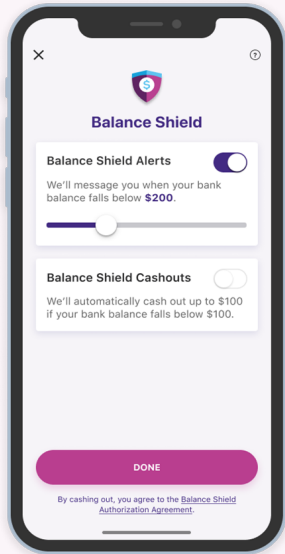 Balance Shield
Balance Shield Alerts
We'll message you when your bank
balance falls below $200.
Balance Shield Cashouts
We'll automatically cash out up to $100
if your bank balance falls below $100.
DONE
By cashing out, you agree to the Balance Shield
Authorization Agreement.